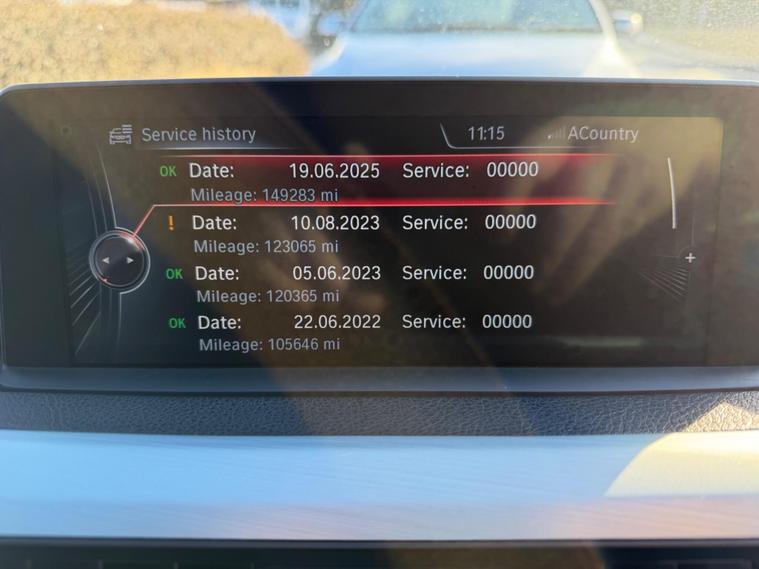 Service history 11:15 ACountry
OK Date: 19.06.2025 Service: 00000
Mileage: 149283 mi
! Date: 10.08.2023 Service: 00000
Mileage: 123065 mi
OK Date: 05.06.2023 Service: 00000
Mileage: 120365 mi
OK Date: 22.06.2022 Service: 00000
Mileage: 105646 mi